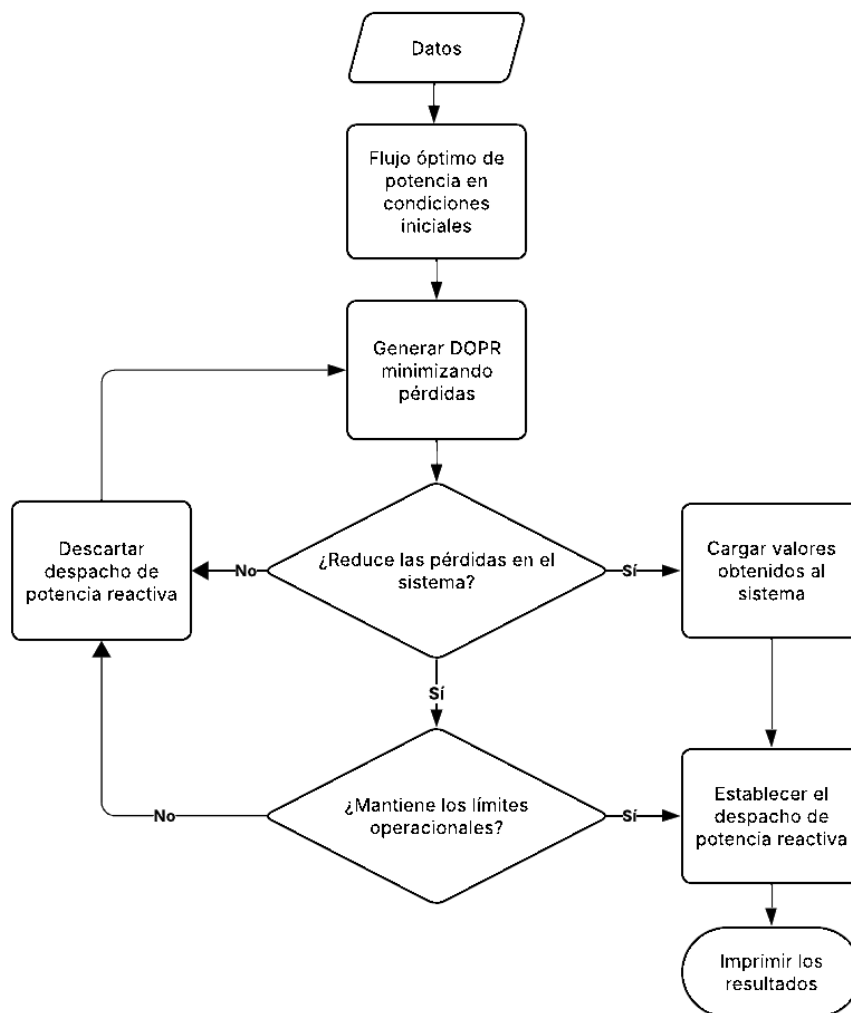 Datos
Flujo óptimo de
potencia en
condiciones
iniciales
Generar DOPR
minimizando
pérdidas
Descartar
despacho de
potencia reactiva
No
¿Reduce las pérdidas en el
sistema?
Sí
Cargar valores
obtenidos al
sistema
Sí
No
¿Mantiene los límites
operacionales?
Sí
Establecer el
despacho de
potencia reactiva
Imprimir los
resultados